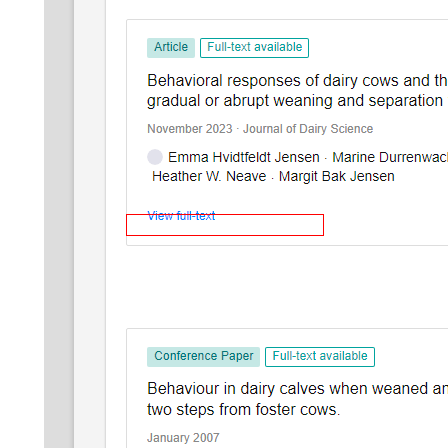 Article Full-text available
Behavioral responses of dairy cows and th
gradual or abrupt weaning and separation
November 2023 · Journal of Dairy Science
Emma Hvidtfeldt Jensen · Marine Durrenwac
Heather W. Neave · Margit Bak Jensen
View full-text
Conference Paper Full-text available
Behaviour in dairy calves when weaned an
two steps from foster cows.
January 2007